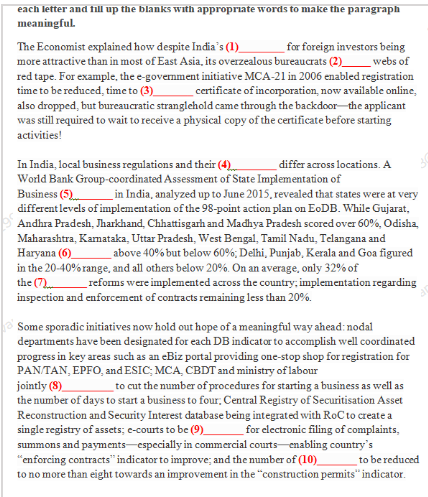 each letter and fill up the blanks with appropriate words to make the paragraph
meaningful.
The Economist explained how despite India's (1)________ for foreign investors being
more attractive than in most of East Asia, its overzealous bureaucrats (2)_____ webs of
red tape. For example, the e-government initiative MCA-21 in 2006 enabled registration
time to be reduced, time to (3)_______ certificate of incorporation, now available online,
also dropped, but bureaucratic stranglehold came through the backdoor—the applicant
was still required to wait to receive a physical copy of the certificate before starting
activities!
In India, local business regulations and their (4)________ differ across locations. A
World Bank Group-coordinated Assessment of State Implementation of
Business (5)_______ in India, analyzed up to June 2015, revealed that states were at very
different levels of implementation of the 98-point action plan on EoDB. While Gujarat,
Andhra Pradesh, Jharkhand, Chhattisgarh and Madhya Pradesh scored over 60%, Odisha,
Maharashtra, Karnataka, Uttar Pradesh, West Bengal, Tamil Nadu, Telangana and
Haryana (6)_______ above 40% but below 60%; Delhi, Punjab, Kerala and Goa figured
in the 20-40% range, and all others below 20%. On an average, only 32% of
the (7)_______ reforms were implemented across the country; implementation regarding
inspection and enforcement of contracts remaining less than 20%.
Some sporadic initiatives now hold out hope of a meaningful way ahead: nodal
departments have been designated for each DB indicator to accomplish well coordinated
progress in key areas such as an eBiz portal providing one-stop shop for registration for
PAN/TAN, EPFO, and ESIC; MCA, CBDT and ministry of labour
jointly (8)_________ to cut the number of procedures for starting a business as well as
the number of days to start a business to four; Central Registry of Securitisation Asset
Reconstruction and Security Interest database being integrated with RoC to create a
single registry of assets; e-courts to be (9)_______ for electronic filing of complaints,
summons and payments—especially in commercial courts—enabling country's
"enforcing contracts" indicator to improve; and the number of (10)_______ to be reduced
to no more than eight towards an improvement in the "construction permits" indicator.